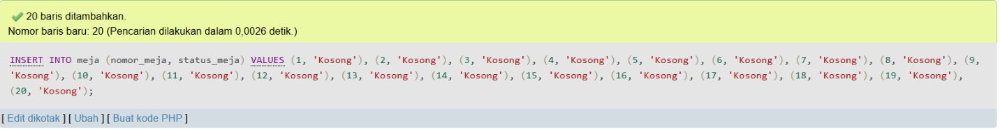 20 baris ditambahkan.
Nomor baris baru: 20 (Pencarian dilakukan dalam 0,0026 detik.)
INSERT INTO meja (nomor_meja, status_meja) VALUES (1, 'Kosong'), (2, 'Kosong'), (3, 'Kosong'), (4, 'Kosong'), (5, 'Kosong'), (6, 'Kosong'), (7, 'Kosong'), (8, 'Kosong'), (9,
'Kosong'), (10, 'Kosong'), (11, 'Kosong'), (12, 'Kosong'), (13, 'Kosong'), (14, 'Kosong'), (15, 'Kosong'), (16, 'Kosong'), (17, 'Kosong'), (18, 'Kosong'), (19, 'Kosong'),
(20, 'Kosong');
[ Edit dikotak ] [ Ubah ] [ Buat kode PHP ]